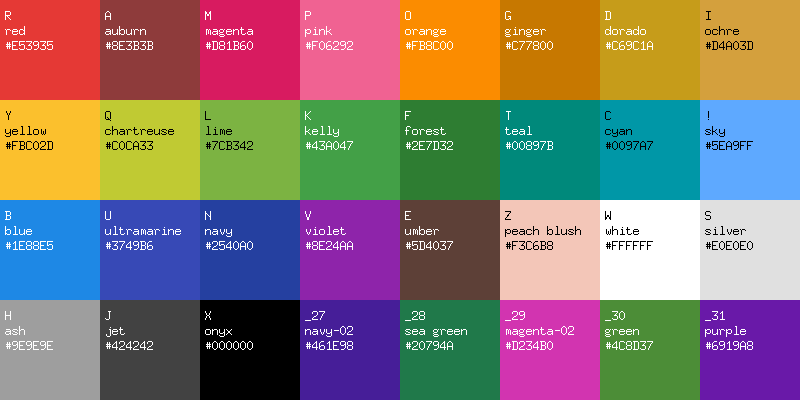 R
red
#E53935
A
auburn
#8E3B3B
M
magenta
#D81B60
P
pink
#F06292
O
orange
#FB8C00
G
ginger
#C77800
D
dorado
#C69C1A
I
ochre
#D4A03D
Y
yellow
#FBC02D
Q
chartreuse
#C0CA33
L
lime
#7CB342
K
kelly
#43A047
F
forest
#2E7D32
T
teal
#00897B
C
cyan
#0097A7
!
sky
#5EA9FF
B
blue
#1E88E5
U
ultramarine
#3749B6
N
navy
#2540A0
V
violet
#8E24AA
E
umber
#5D4037
Z
peach blush
#F3C6B8
W
white
#FFFFFF
S
silver
#E0E0E0
H
ash
#9E9E9E
J
jet
#424242
X
onyx
#000000
_27
navy-02
#461E98
_28
sea green
#20794A
_29
magenta-02
#D234B0
_30
green
#4C8D37
_31
purple
#6919A8